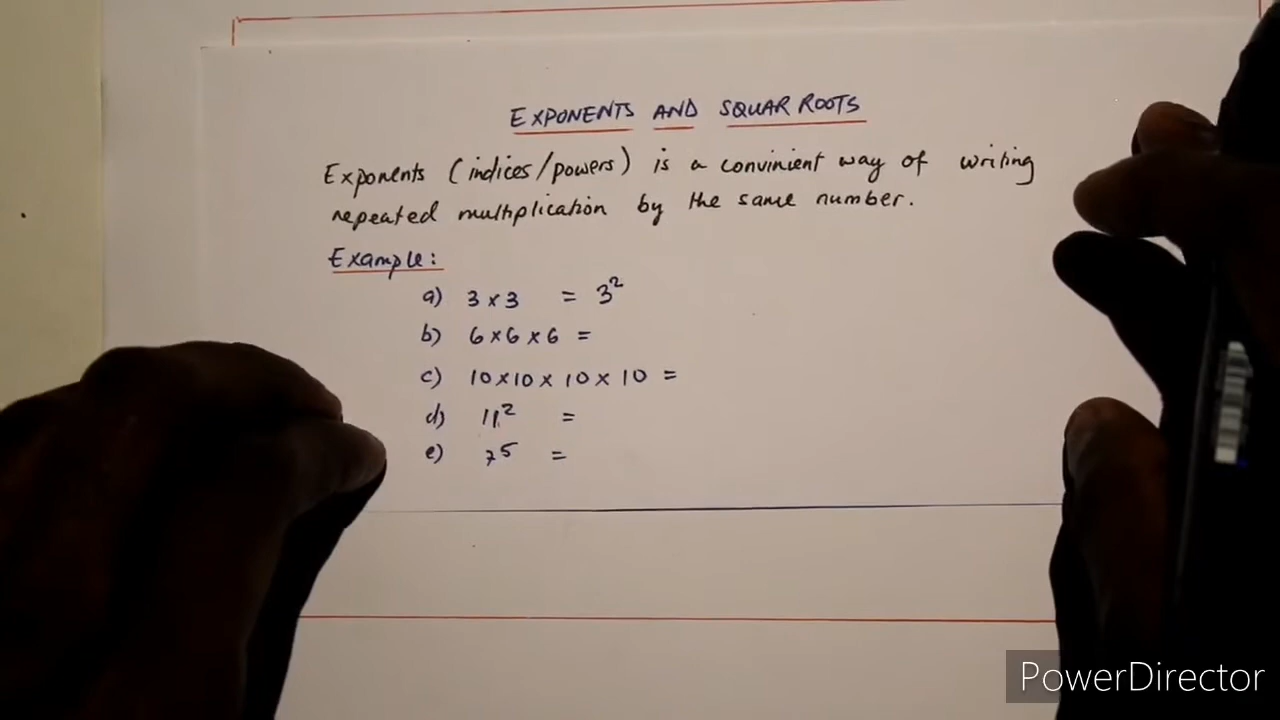 EXPONENTS AND SQUAR ROOTS
Exponents (indices/powers) is a convinient way of writing
repeated multiplication by the same number.
Example:
a) 3 × 3 = 3²
b) 6 × 6 × 6 =
c) 10 × 10 × 10 × 10 =
d) 11² =
e) 7⁵ =
PowerDirector